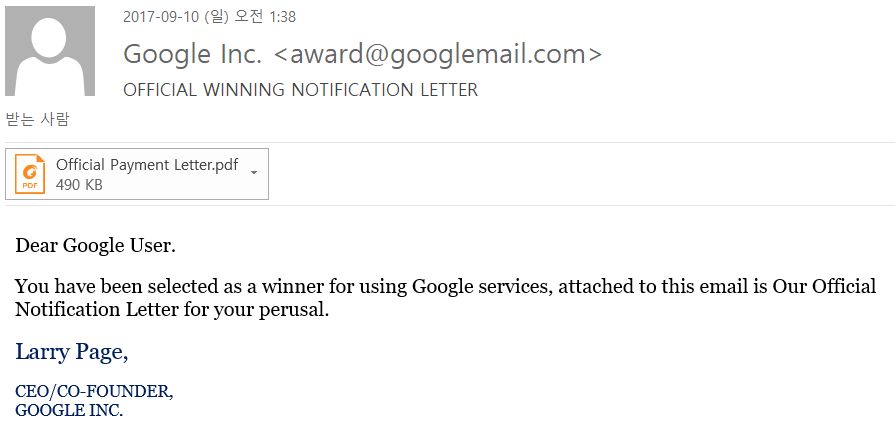 2017-09-10 (일) 오전 1:38
Google Inc. <award@googlemail.com>
OFFICIAL WINNING NOTIFICATION LETTER
받는 사람
Official Payment Letter.pdf
490 KB
PDF
Dear Google User.
You have been selected as a winner for using Google services, attached to this email is Our Official
Notification Letter for your perusal.
Larry Page,
CEO/CO-FOUNDER,
GOOGLE INC.